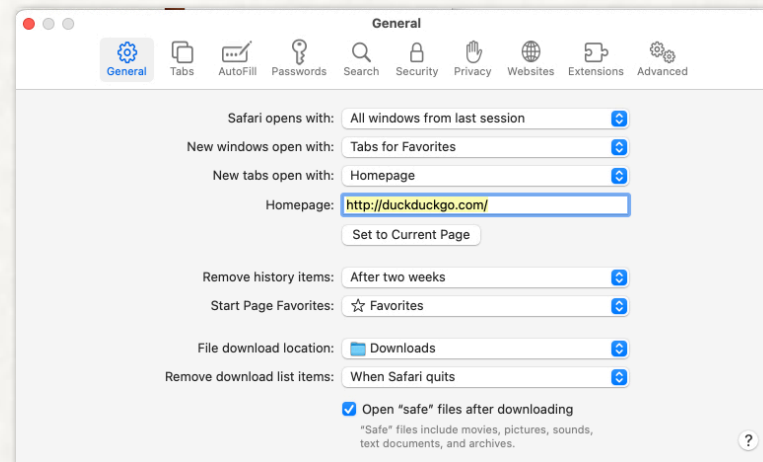 General
General Tabs AutoFill Passwords Search Security Privacy Websites Extensions Advanced
Safari opens with: All windows from last session
New windows open with: Tabs for Favorites
New tabs open with: Homepage
Homepage: http://duckduckgo.com/
Set to Current Page
Remove history items: After two weeks
Start Page Favorites: Favorites
File download location: Downloads
Remove download list items: When Safari quits
Open “safe” files after downloading
“Safe” files include movies, pictures, sounds,
text documents, and archives.
?